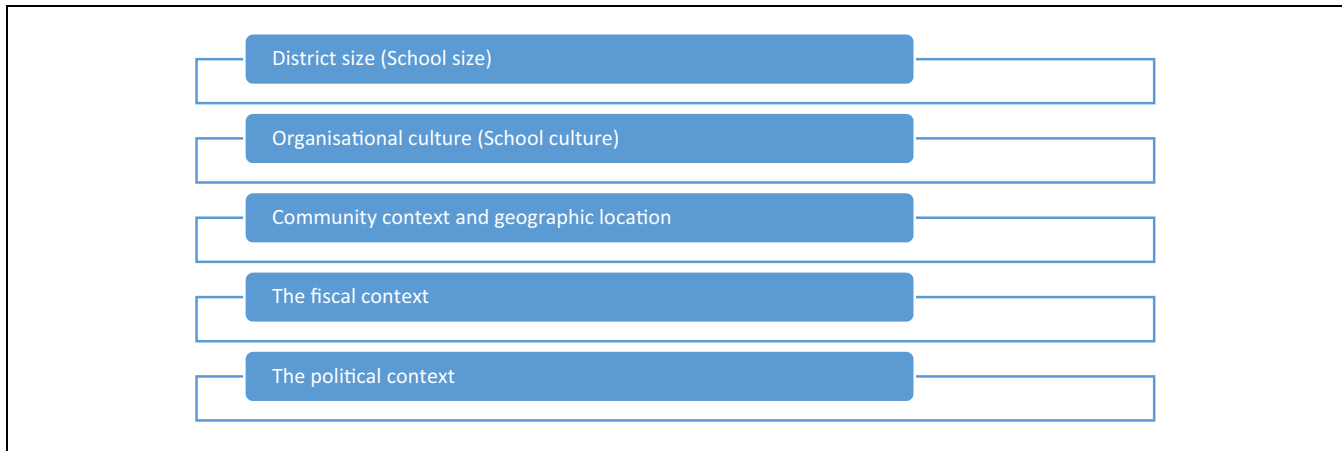 District size (School size)
Organisational culture (School culture)
Community context and geographic location
The fiscal context
The political context